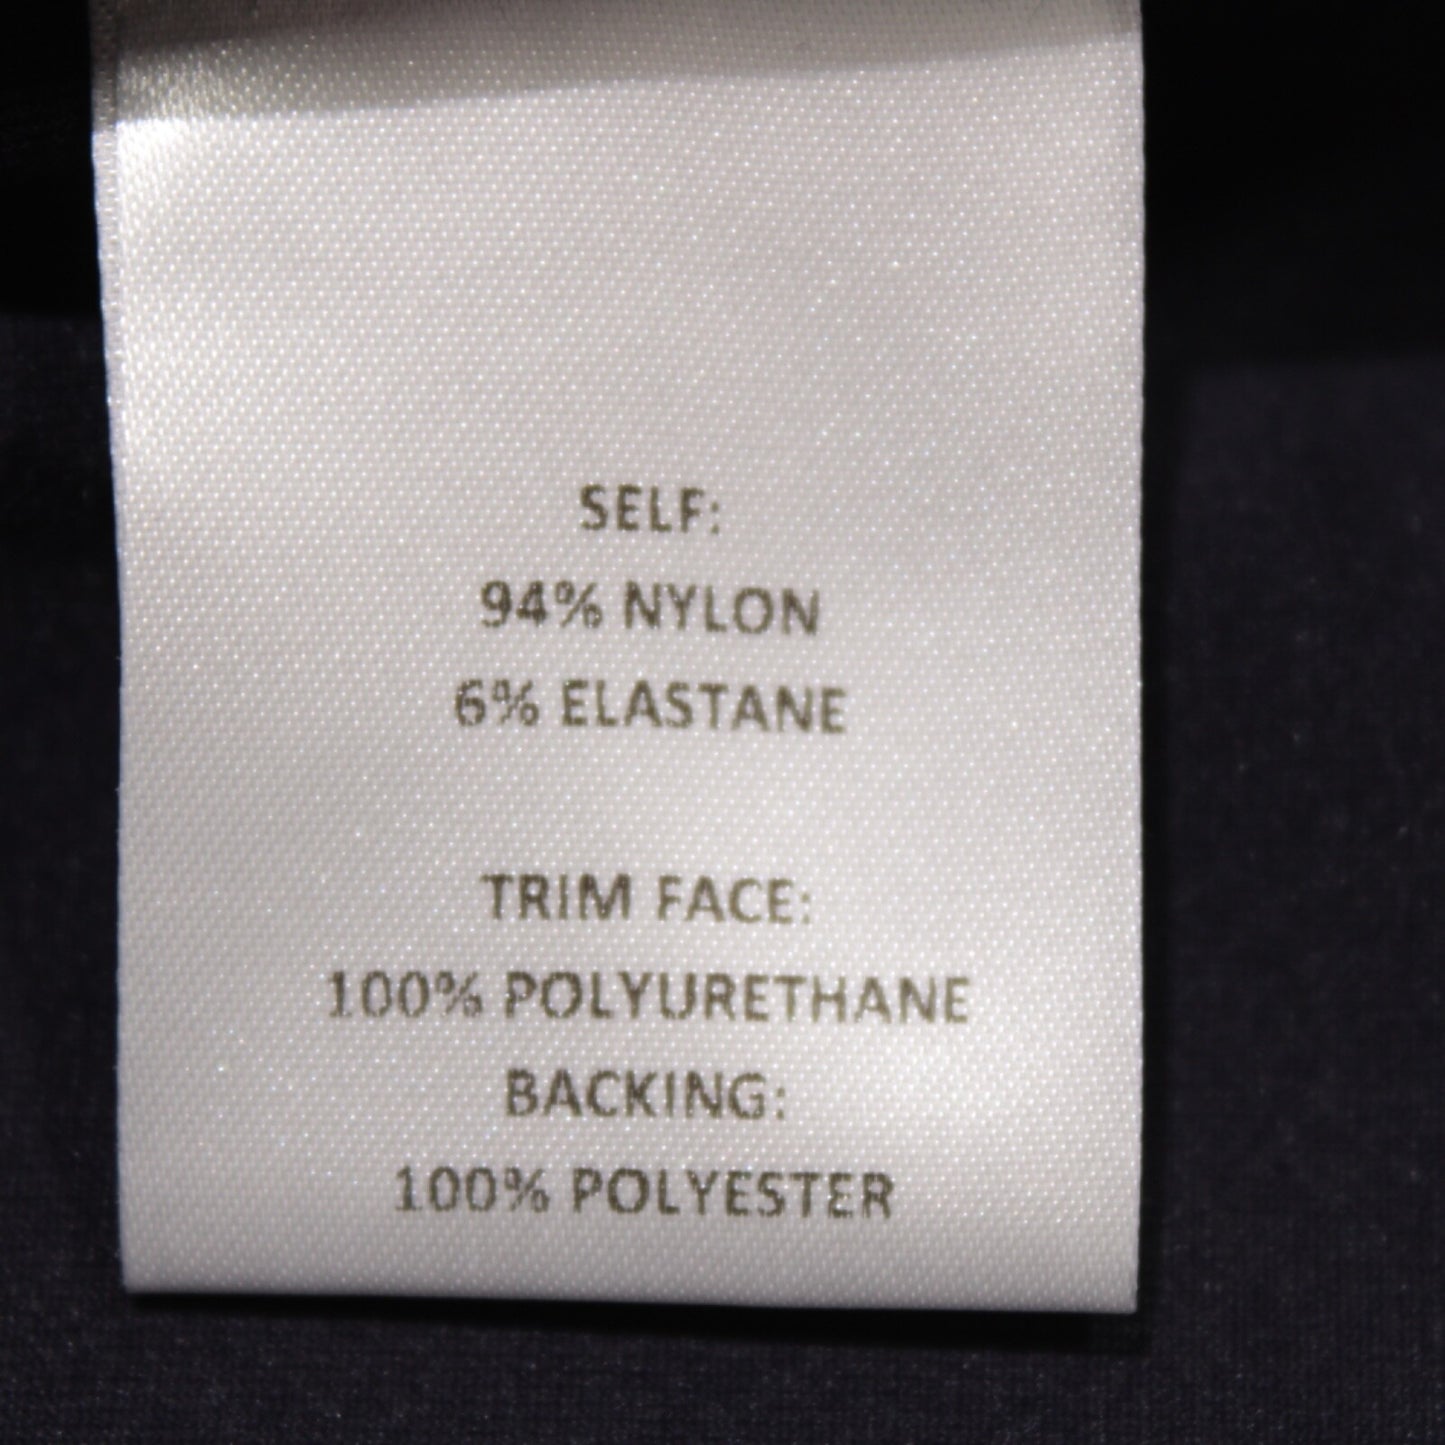 SELF:
94% NYLON
6% ELASTANE
TRIM FACE:
100% POLYURETHANE
BACKING:
100% POLYESTER